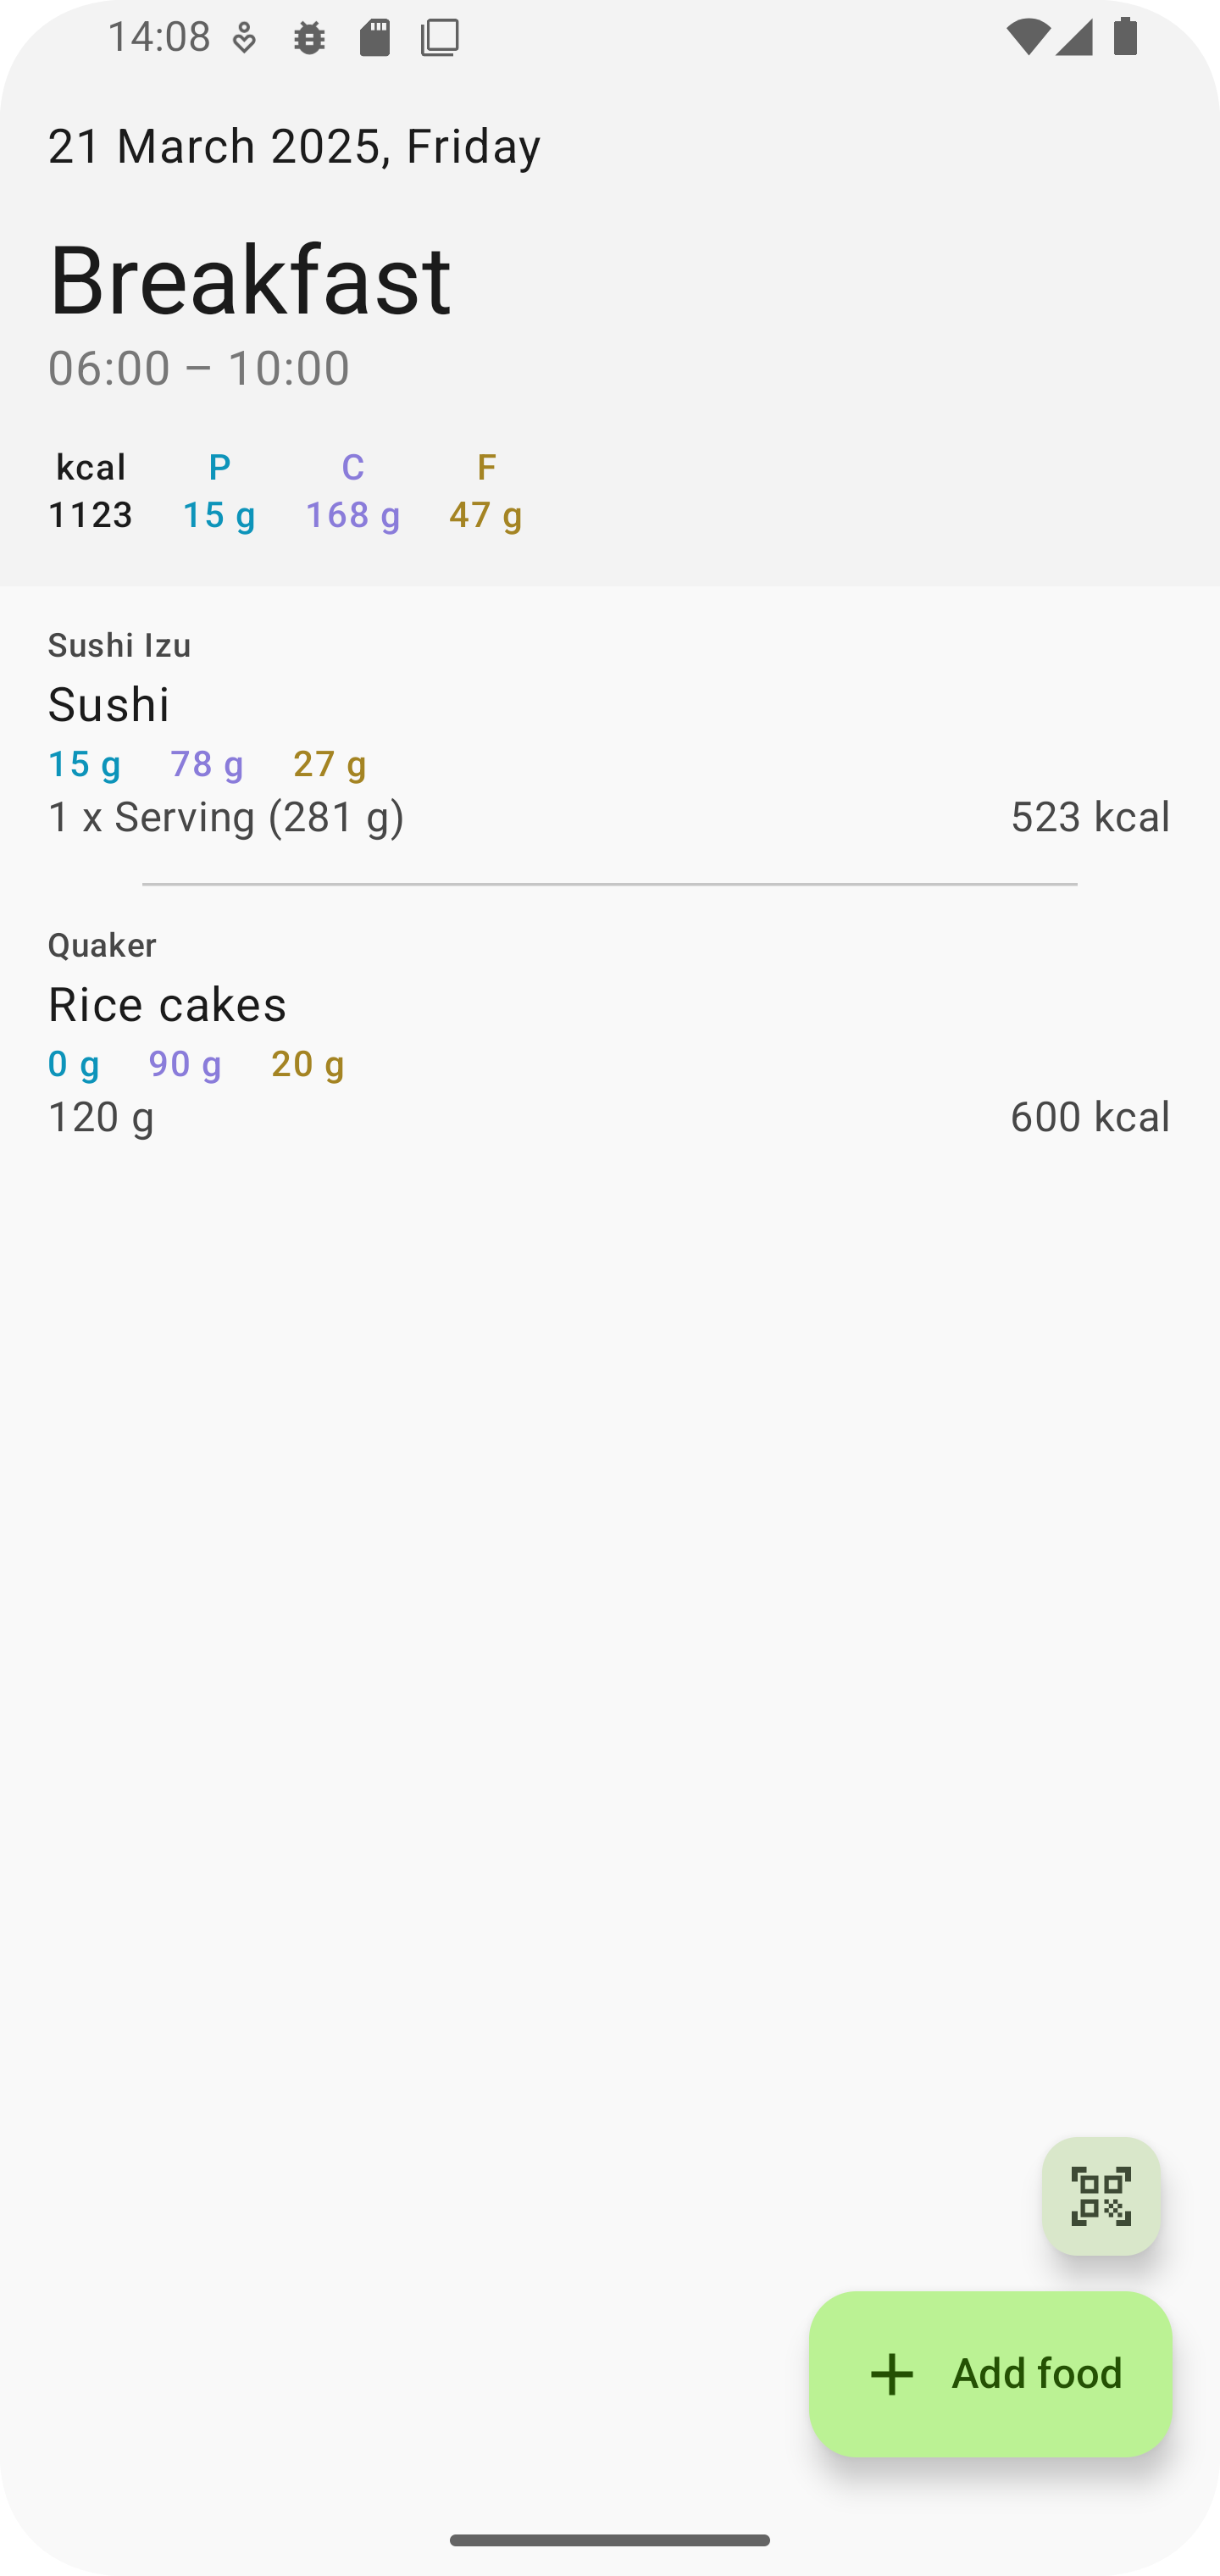 14:08
21 March 2025, Friday
Breakfast
06:00 – 10:00
kcal P C F
1123 15 g 168 g 47 g
Sushi Izu
Sushi
15 g 78 g 27 g
1 x Serving (281 g) 523 kcal
Quaker
Rice cakes
0 g 90 g 20 g
120 g 600 kcal
Add food